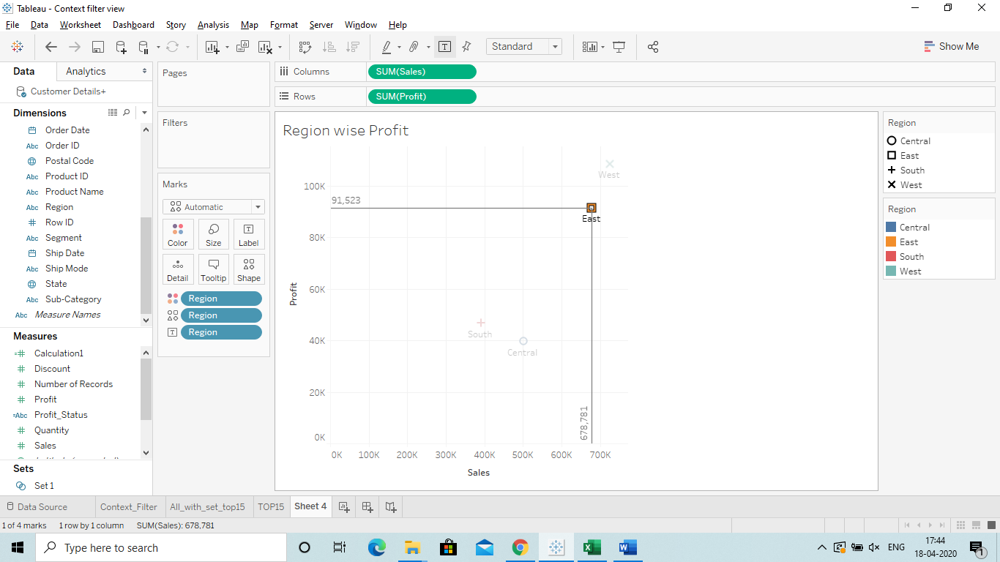 Tableau - Context filter view
File Data Worksheet Dashboard Story Analysis Map Format Server Window Help
Standard
Show Me
Data Analytics
Customer Details+
Dimensions
Order Date
Order ID
Postal Code
Product ID
Product Name
Region
Row ID
Segment
Ship Date
Ship Mode
State
Sub-Category
Measure Names
Measures
Calculation1
Discount
Number of Records
Profit
Profit_Status
Quantity
Sales
Sets
Set 1
Pages
Filters
Marks
Automatic
Color Size Label
Detail Tooltip Shape
Region
Region
Region
Columns SUM(Sales)
Rows SUM(Profit)
Region wise Profit
West
100K
91,523
East
80K
Profit
60K
South
40K
Central
20K
678,781
0K
0K 100K 200K 300K 400K 500K 600K 700K
Sales
Region
Central
East
South
West
Region
Central
East
South
West
Data Source Context_Filter All_with_set_top15 TOP15 Sheet 4
1 of 4 marks 1 row by 1 column SUM(Sales): 678,781
Type here to search
ENG
17:44
18-04-2020
1